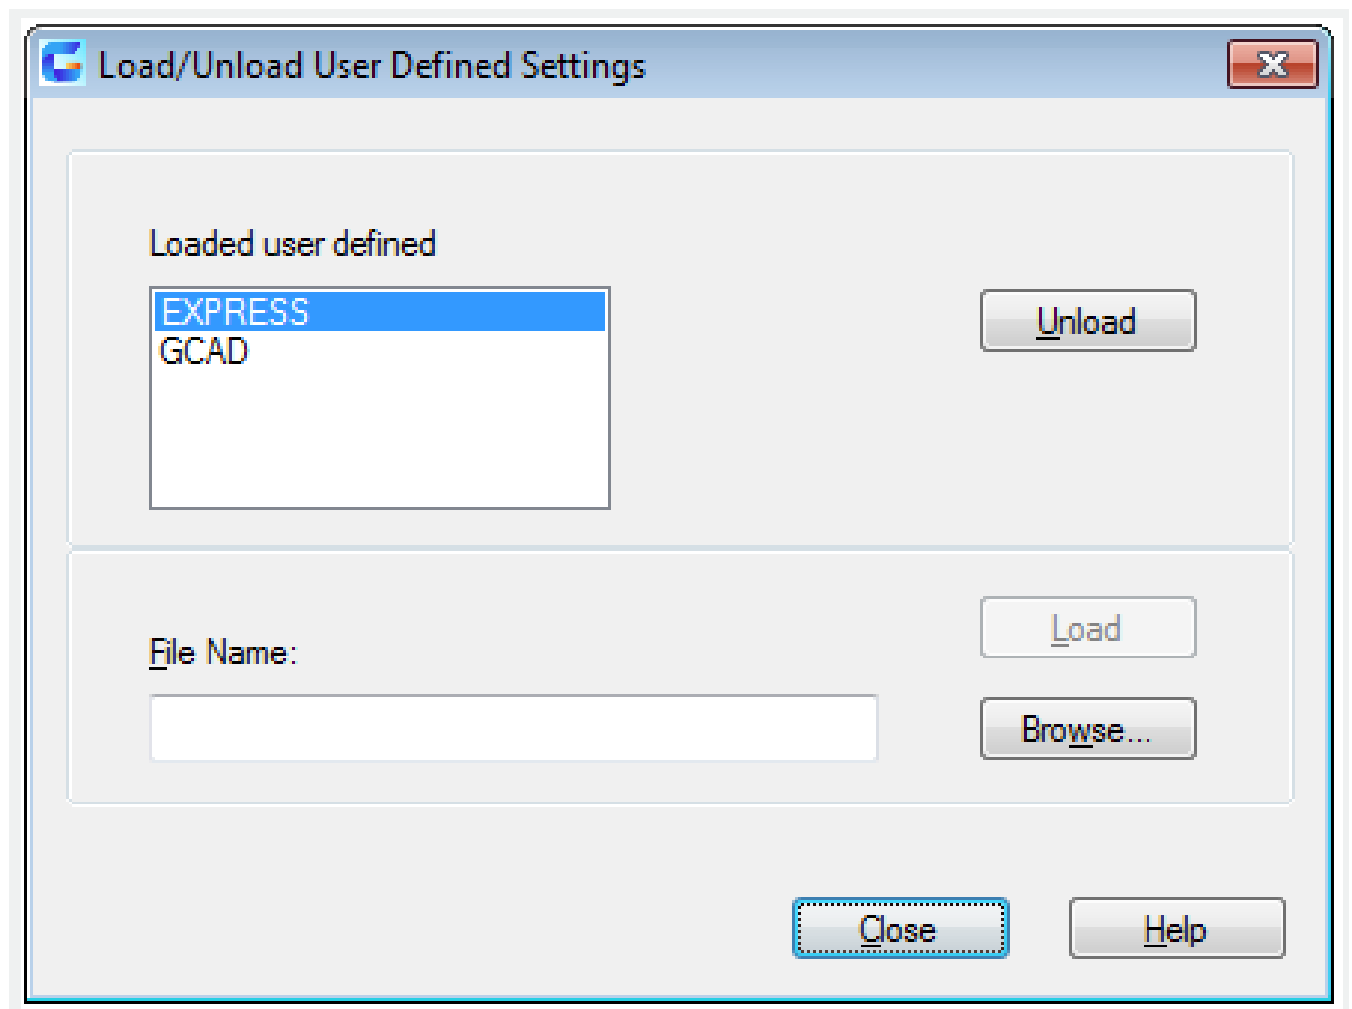 Load/Unload User Defined Settings
Loaded user defined
EXPRESS
GCAD
Unload
Load
File Name:
Browse...
Close
Help